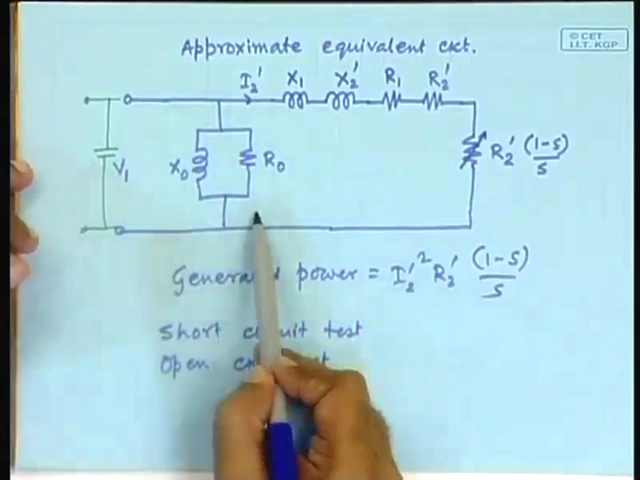 Approximate equivalent ckt.
© CET
I.I.T. KGP
I₂' X₁ X₂' R₁ R₂'
V₁ X₀ R₀ R₂' (1-s)/s
power = I₂'² R₂' (1-s)/s
Short test
Open